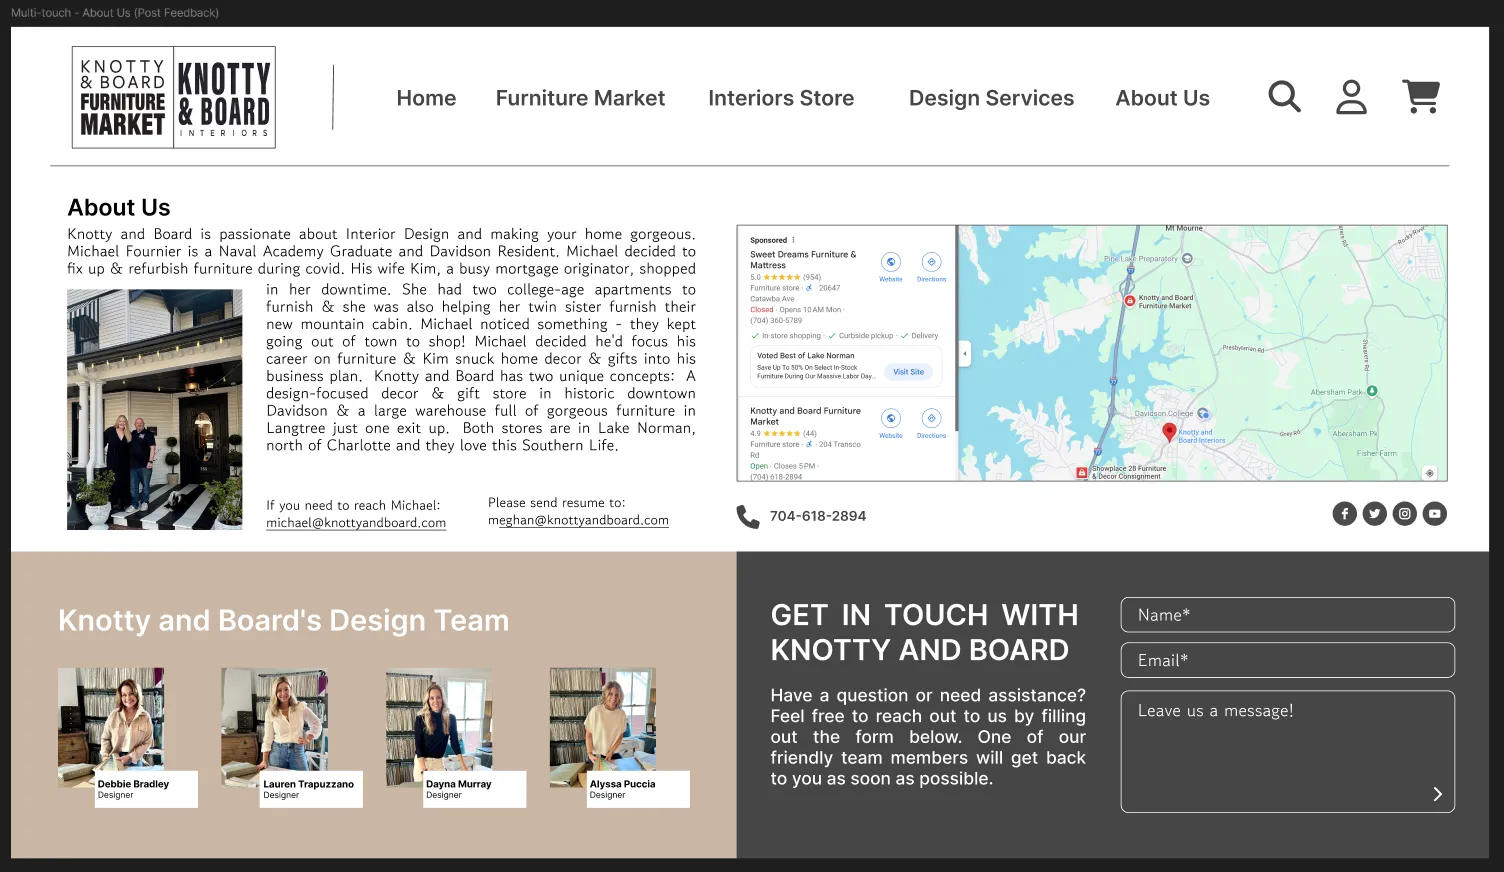 Multi-touch - About Us (Post Feedback)
KNOTTY
& BOARD
FURNITURE
MARKET
KNOTTY
& BOARD
INTERIORS
Home
Furniture Market
Interiors Store
Design Services
About Us
About Us
Knotty and Board is passionate about Interior Design and making your home gorgeous.
Michael Fournier is a Naval Academy Graduate and Davidson Resident. Michael decided to
fix up & refurbish furniture during covid. His wife Kim, a busy mortgage originator, shopped
in her downtime. She had two college-age apartments to
furnish & she was also helping her twin sister furnish their
new mountain cabin. Michael noticed something - they kept
going out of town to shop! Michael decided he'd focus his
career on furniture & Kim snuck home decor & gifts into his
business plan. Knotty and Board has two unique concepts: A
design-focused decor & gift store in historic downtown
Davidson & a large warehouse full of gorgeous furniture in
Langtree just one exit up. Both stores are in Lake Norman,
north of Charlotte and they love this Southern Life.
If you need to reach Michael:
michael@knottyandboard.com
Please send resume to:
meghan@knottyandboard.com
Sponsored
Sweet Dreams Furniture &
Mattress
5.0 (954)
Furniture store · 20647
Catawba Ave
Closed · Opens 10 AM Mon ·
(704) 360-5789
In-store shopping · Curbside pickup · Delivery
Website
Directions
Voted Best of Lake Norman
Save Up To 50% On Select In-Stock
Furniture During Our Massive Labor Day...
Visit Site
Knotty and Board Furniture
Market
4.9 (44)
Furniture store · 204 Transco
Rd
Open · Closes 5 PM ·
(704) 618-2894
Website
Directions
Mt Mourne
Pine Lake Preparatory
Knotty and Board
Furniture Market
77
77
77
Presbyterian Rd
Shearers Rd
Rocky River
Abersham Park
Davidson College
Knotty and
Board Interiors
Grey Rd
Abersham Pk
Fisher Farm
Showplace 28 Furniture
& Decor Consignment
704-618-2894
Knotty and Board's Design Team
Debbie Bradley
Designer
Lauren Trapuzzano
Designer
Dayna Murray
Designer
Alyssa Puccia
Designer
GET IN TOUCH WITH
KNOTTY AND BOARD
Have a question or need assistance?
Feel free to reach out to us by filling
out the form below. One of our
friendly team members will get back
to you as soon as possible.
Name*
Email*
Leave us a message!